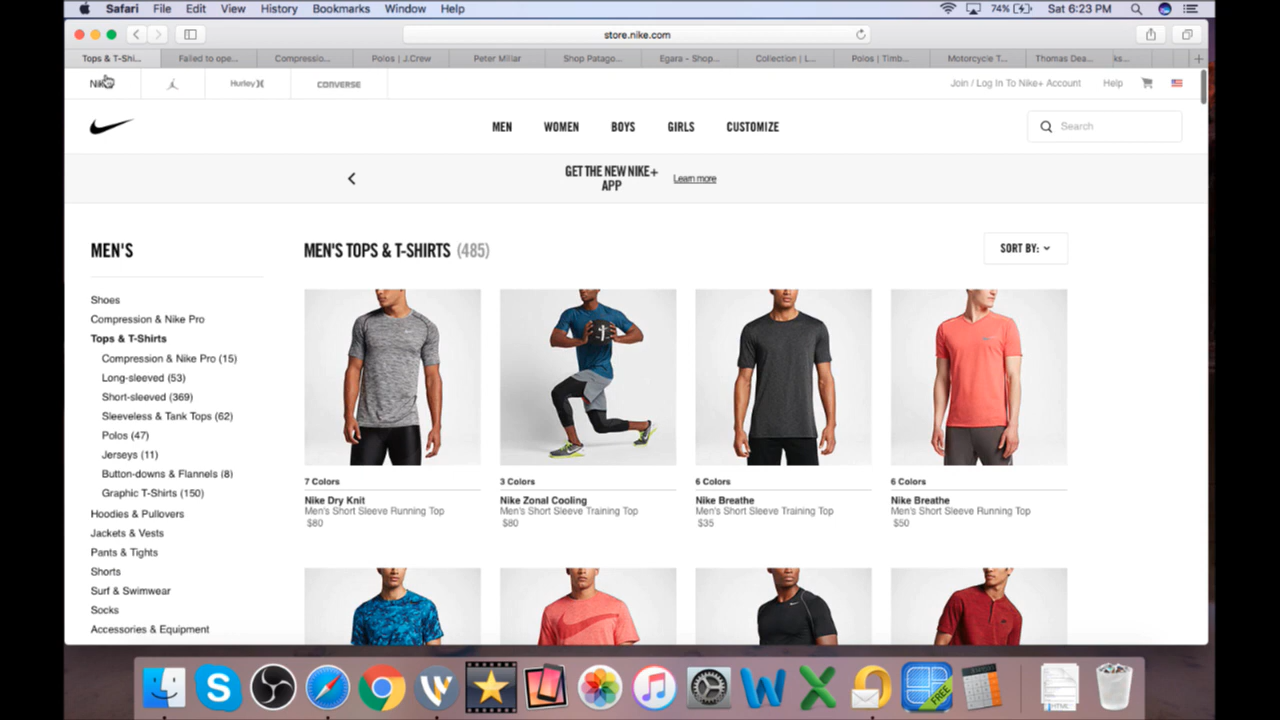 Safari File Edit View History Bookmarks Window Help 74% Sat 6:23 PM
store.nike.com
Tops & T-Shi... Failed to ope... Compressio... Polos | J.Crew Peter Millar Shop Patago... Egara – Shop... Collection | L... Polos | Timb... Motorcycle T... Thomas Dea... ks...
Hurley CONVERSE Join / Log In To Nike+ Account Help
MEN WOMEN BOYS GIRLS CUSTOMIZE Search
GET THE NEW NIKE+
APP
Learn more
MEN'S
Shoes
Compression & Nike Pro
Tops & T-Shirts
Compression & Nike Pro (15)
Long-sleeved (53)
Short-sleeved (369)
Sleeveless & Tank Tops (62)
Polos (47)
Jerseys (11)
Button-downs & Flannels (8)
Graphic T-Shirts (150)
Hoodies & Pullovers
Jackets & Vests
Pants & Tights
Shorts
Surf & Swimwear
Socks
Accessories & Equipment
MEN'S TOPS & T-SHIRTS (485)
SORT BY:
7 Colors
Nike Dry Knit
Men's Short Sleeve Running Top
$80
3 Colors
Nike Zonal Cooling
Men's Short Sleeve Training Top
$80
6 Colors
Nike Breathe
Men's Short Sleeve Training Top
$35
6 Colors
Nike Breathe
Men's Short Sleeve Running Top
$50
FREE
HTML